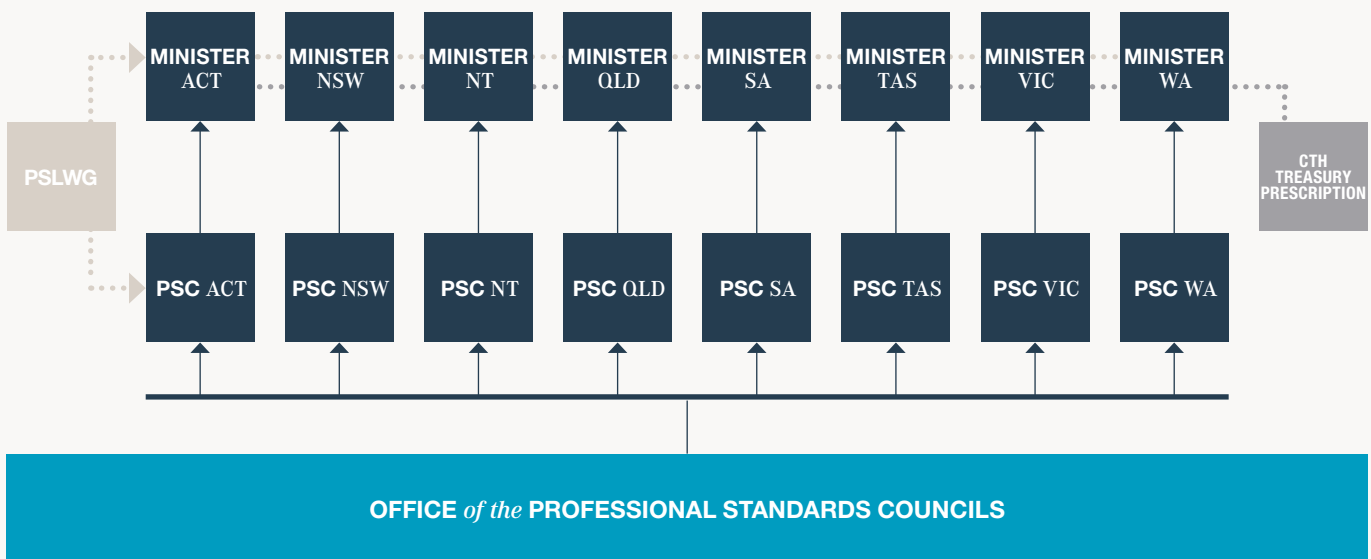 MINISTER
ACT
MINISTER
NSW
MINISTER
NT
MINISTER
QLD
MINISTER
SA
MINISTER
TAS
MINISTER
VIC
MINISTER
WA
PSLWG
CTH
TREASURY
PRESCRIPTION
PSC ACT
PSC NSW
PSC NT
PSC QLD
PSC SA
PSC TAS
PSC VIC
PSC WA
OFFICE of the PROFESSIONAL STANDARDS COUNCILS